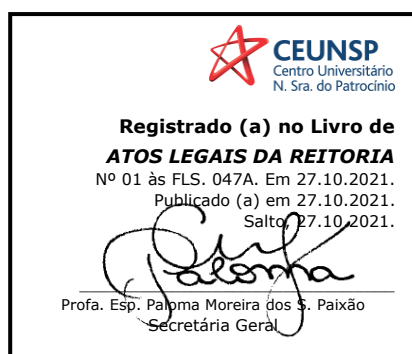 CEUNSP
Centro Universitário
N. Sra. do Patrocínio
Registrado (a) no Livro de
ATOS LEGAIS DA REITORIA
Nº 01 às FLS. 047A. Em 27.10.2021.
Publicado (a) em 27.10.2021.
Salto, 27.10.2021.
Paloma
Profa. Esp. Paloma Moreira dos S. Paixão
Secretária Geral